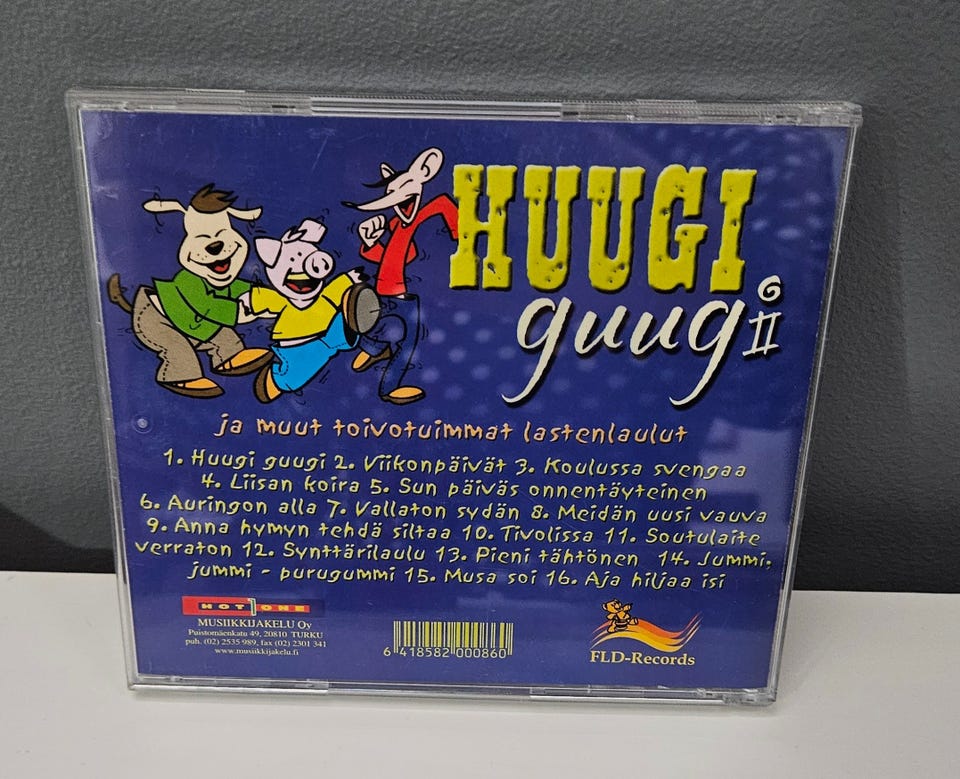 HUUGI
guugi II
ja muut toivotuimmat lastenlaulut
1. Huugi guugi 2. Viikonpäivät 3. Koulussa svengaa
4. Liisan koira 5. Sun päiväs onnentäyteinen
6. Auringon alla 7. Vallaton sydän 8. Meidän uusi vauva
9. Anna hymyn tehdä siltaa 10. Tivolissa 11. Soutulaite
verraton 12. Synttärilaulu 13. Pieni tähtönen 14. Jummi,
jummi - purugummi 15. Musa soi 16. Aja hiljaa isi
HOT ONE
MUSIIKKIJAKELU Oy
Puistomäenkatu 49, 20810 TURKU
puh. (02) 2535 989, fax (02) 2301 341
www.musiikkijakelu.fi
6 418582 000860
FLD-Records